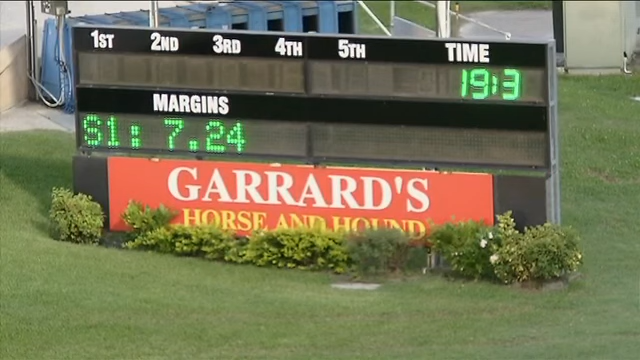 1ST 2ND 3RD 4TH 5TH TIME
19:3
MARGINS
S1: 7.24
GARRARD'S
HORSE AND HOUND